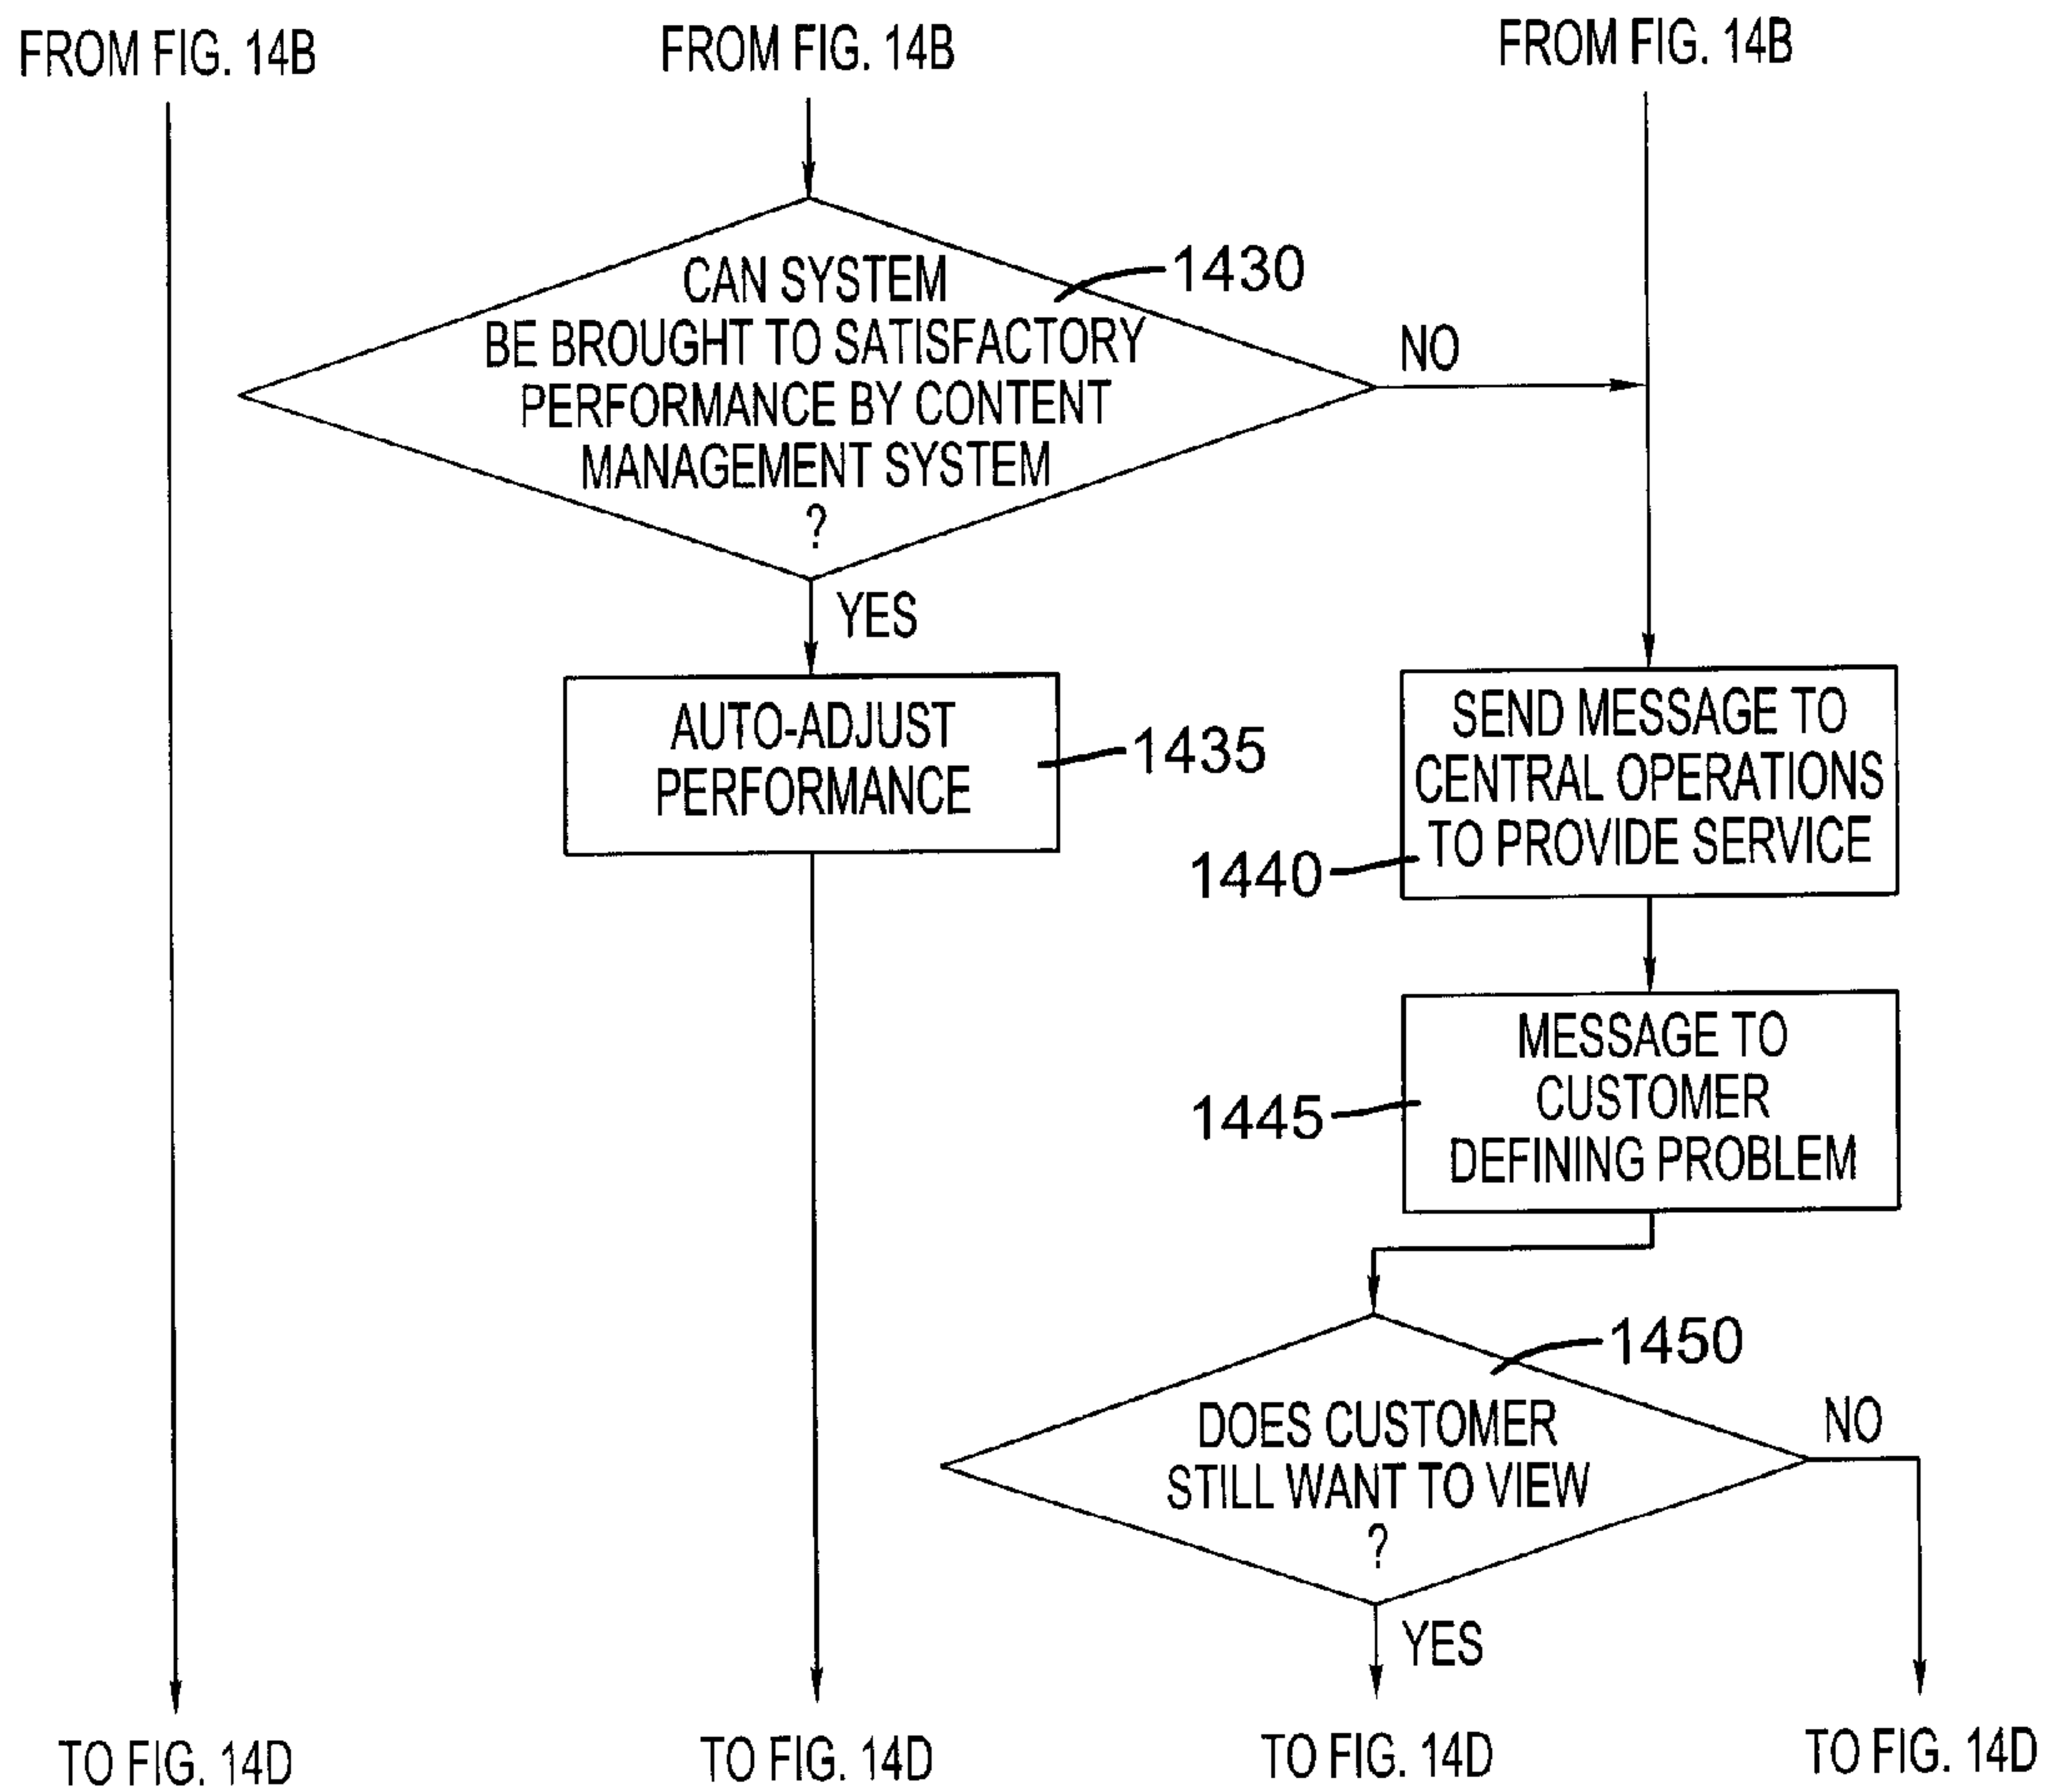 FROM FIG. 14B
FROM FIG. 14B
FROM FIG. 14B
CAN SYSTEM
BE BROUGHT TO SATISFACTORY
PERFORMANCE BY CONTENT
MANAGEMENT SYSTEM
?
1430
NO
YES
AUTO-ADJUST
PERFORMANCE
1435
SEND MESSAGE TO
CENTRAL OPERATIONS
TO PROVIDE SERVICE
1440
MESSAGE TO
CUSTOMER
DEFINING PROBLEM
1445
1450
DOES CUSTOMER
STILL WANT TO VIEW
?
NO
YES
TO FIG. 14D
TO FIG. 14D
TO FIG. 14D
TO FIG. 14D